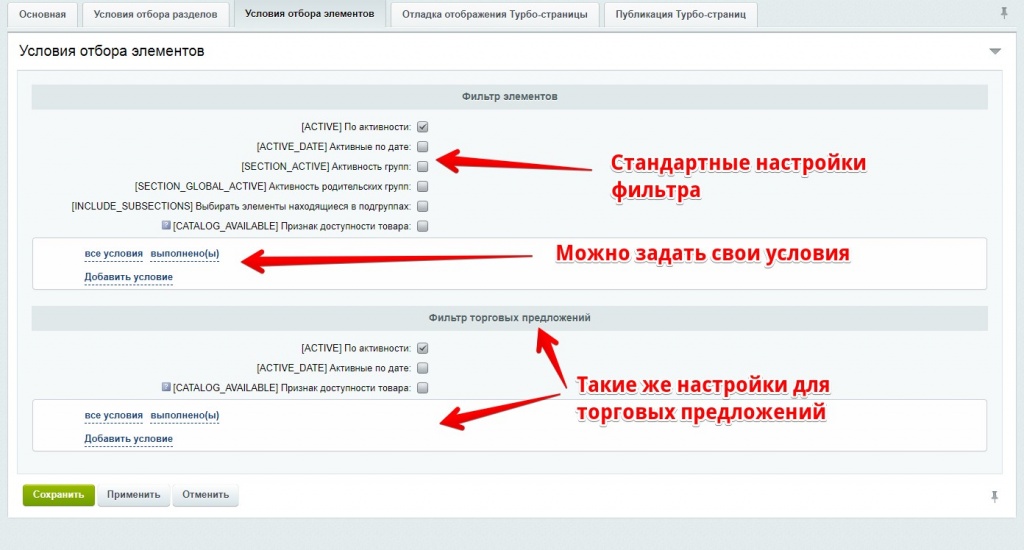 Основная
Условия отбора разделов
Условия отбора элементов
Отладка отображения Турбо-страницы
Публикация Турбо-страниц
Условия отбора элементов
Фильтр элементов
[ACTIVE] По активности:
[ACTIVE_DATE] Активные по дате:
[SECTION_ACTIVE] Активность групп:
[SECTION_GLOBAL_ACTIVE] Активность родительских групп:
[INCLUDE_SUBSECTIONS] Выбирать элементы находящиеся в подгруппах:
[CATALOG_AVAILABLE] Признак доступности товара:
Стандартные настройки
фильтра
все условия выполнено(ы)
Добавить условие
Можно задать свои условия
Фильтр торговых предложений
[ACTIVE] По активности:
[ACTIVE_DATE] Активные по дате:
[CATALOG_AVAILABLE] Признак доступности товара:
Такие же настройки для
торговых предложений
все условия выполнено(ы)
Добавить условие
Сохранить
Применить
Отменить